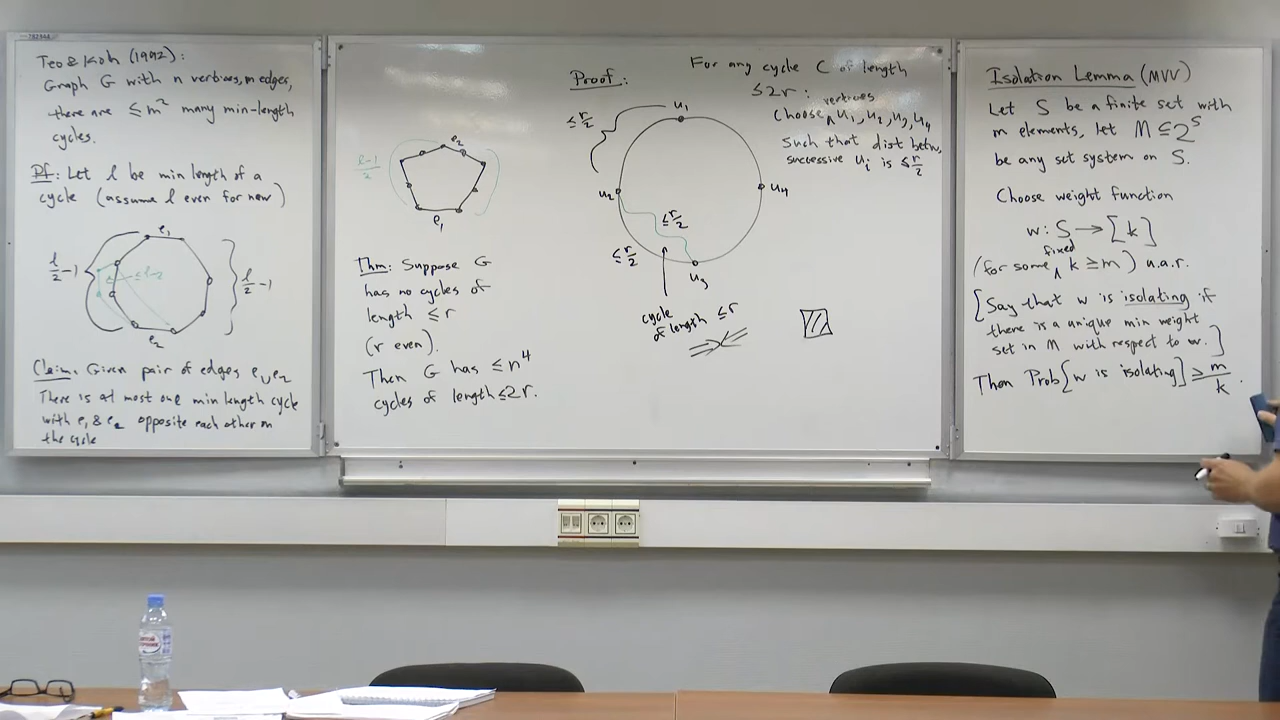 Teo & Koh (1992):
Graph G with n vertices, m edges,
there are ≤ m² many min-length
cycles.
Pf: Let l be min length of a
cycle (assume l even for now)
e₁
l/2 - 1
≤ l-2
l/2 - 1
e₂
Claim. Given pair of edges e₁, e₂
There is at most one min length cycle
with e₁ & e₂ opposite each other on
the cycle
e₂
l-1/2
e₁
Thm: Suppose G
has no cycles of
length ≤ r
(r even).
Then G has ≤ n⁴
cycles of length ≤ 2r.
Proof:
For any cycle C of length
≤ 2r:
vertices
Choose ∧ u₁, u₂, u₃, u₄
such that dist betw.
successive uᵢ is ≤ r/2
u₁
≤ r/2
u₂
u₄
≤ r/2
≤ r/2
u₃
cycle
of length ≤ r
Isolation Lemma (MVV)
Let S be a finite set with
m elements, let M ⊆ 2^S
be any set system on S.
Choose weight function
w: S → [k]
fixed
(for some ∧ k ≥ m) u.a.r.
[Say that w is isolating if
there is a unique min weight
set in M with respect to w.]
Then Prob[w is isolating] ≥ m/k.